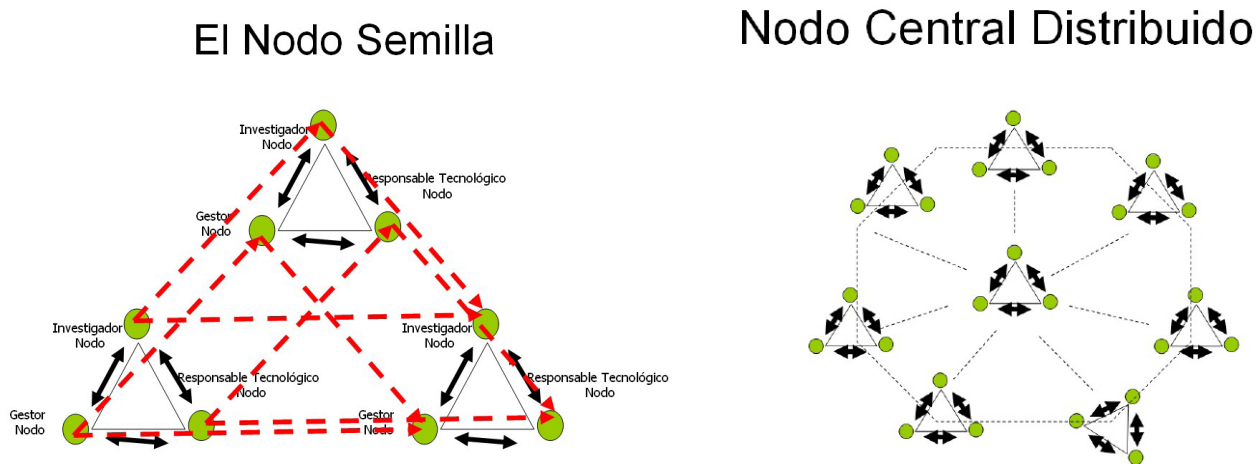 El Nodo Semilla
Nodo Central Distribuido
Investigador
Nodo
Responsable Tecnológico
Nodo
Gestor
Nodo
Investigador
Nodo
Responsable Tecnológico
Nodo
Gestor
Nodo
Investigador
Nodo
Responsable Tecnológico
Nodo
Gestor
Nodo